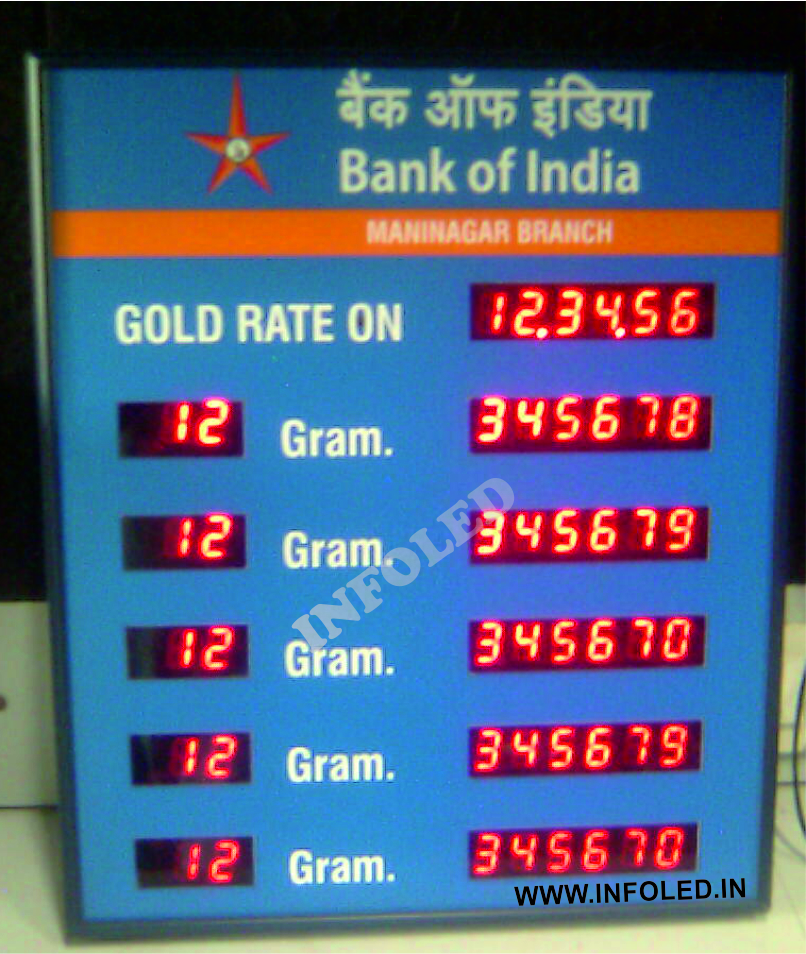 बैंक ऑफ इंडिया
Bank of India
MANINAGAR BRANCH
GOLD RATE ON 12.34.56
12 Gram. 345678
12 Gram. 345679
INFOLED
12 Gram. 345670
12 Gram. 345679
12 Gram. 345670
WWW.INFOLED.IN